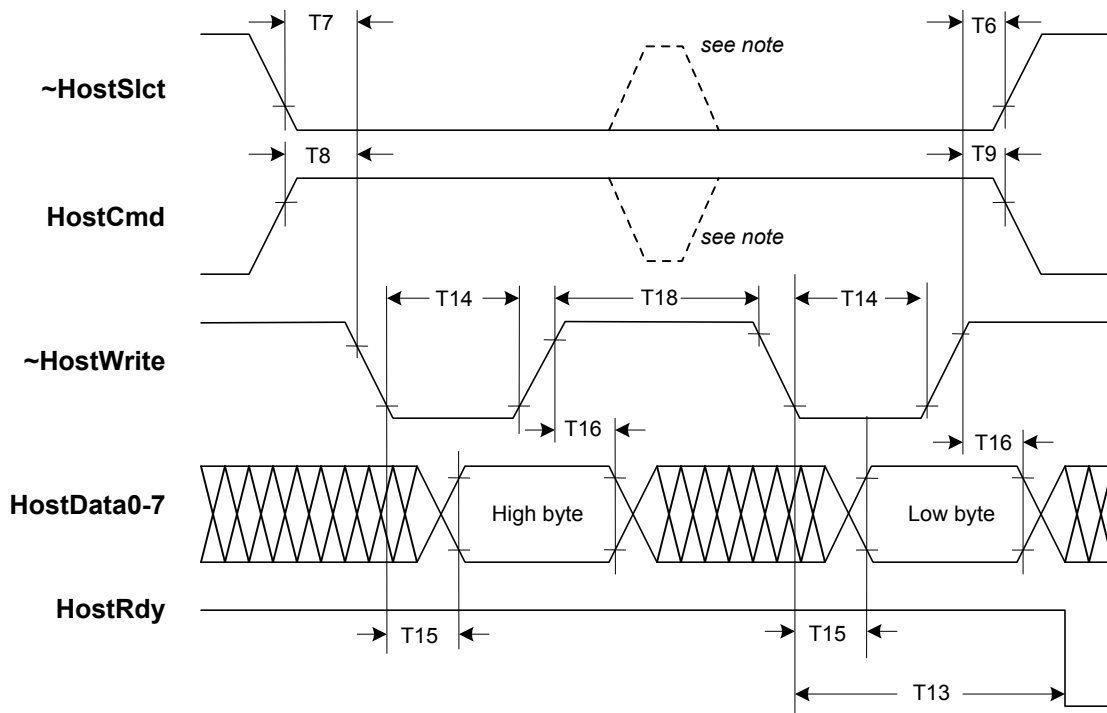 T7
T6
see note
~HostSlct
T8
T9
HostCmd
see note
T14
T18
T14
~HostWrite
T16
T16
HostData0-7
High byte
Low byte
HostRdy
T15
T15
T13